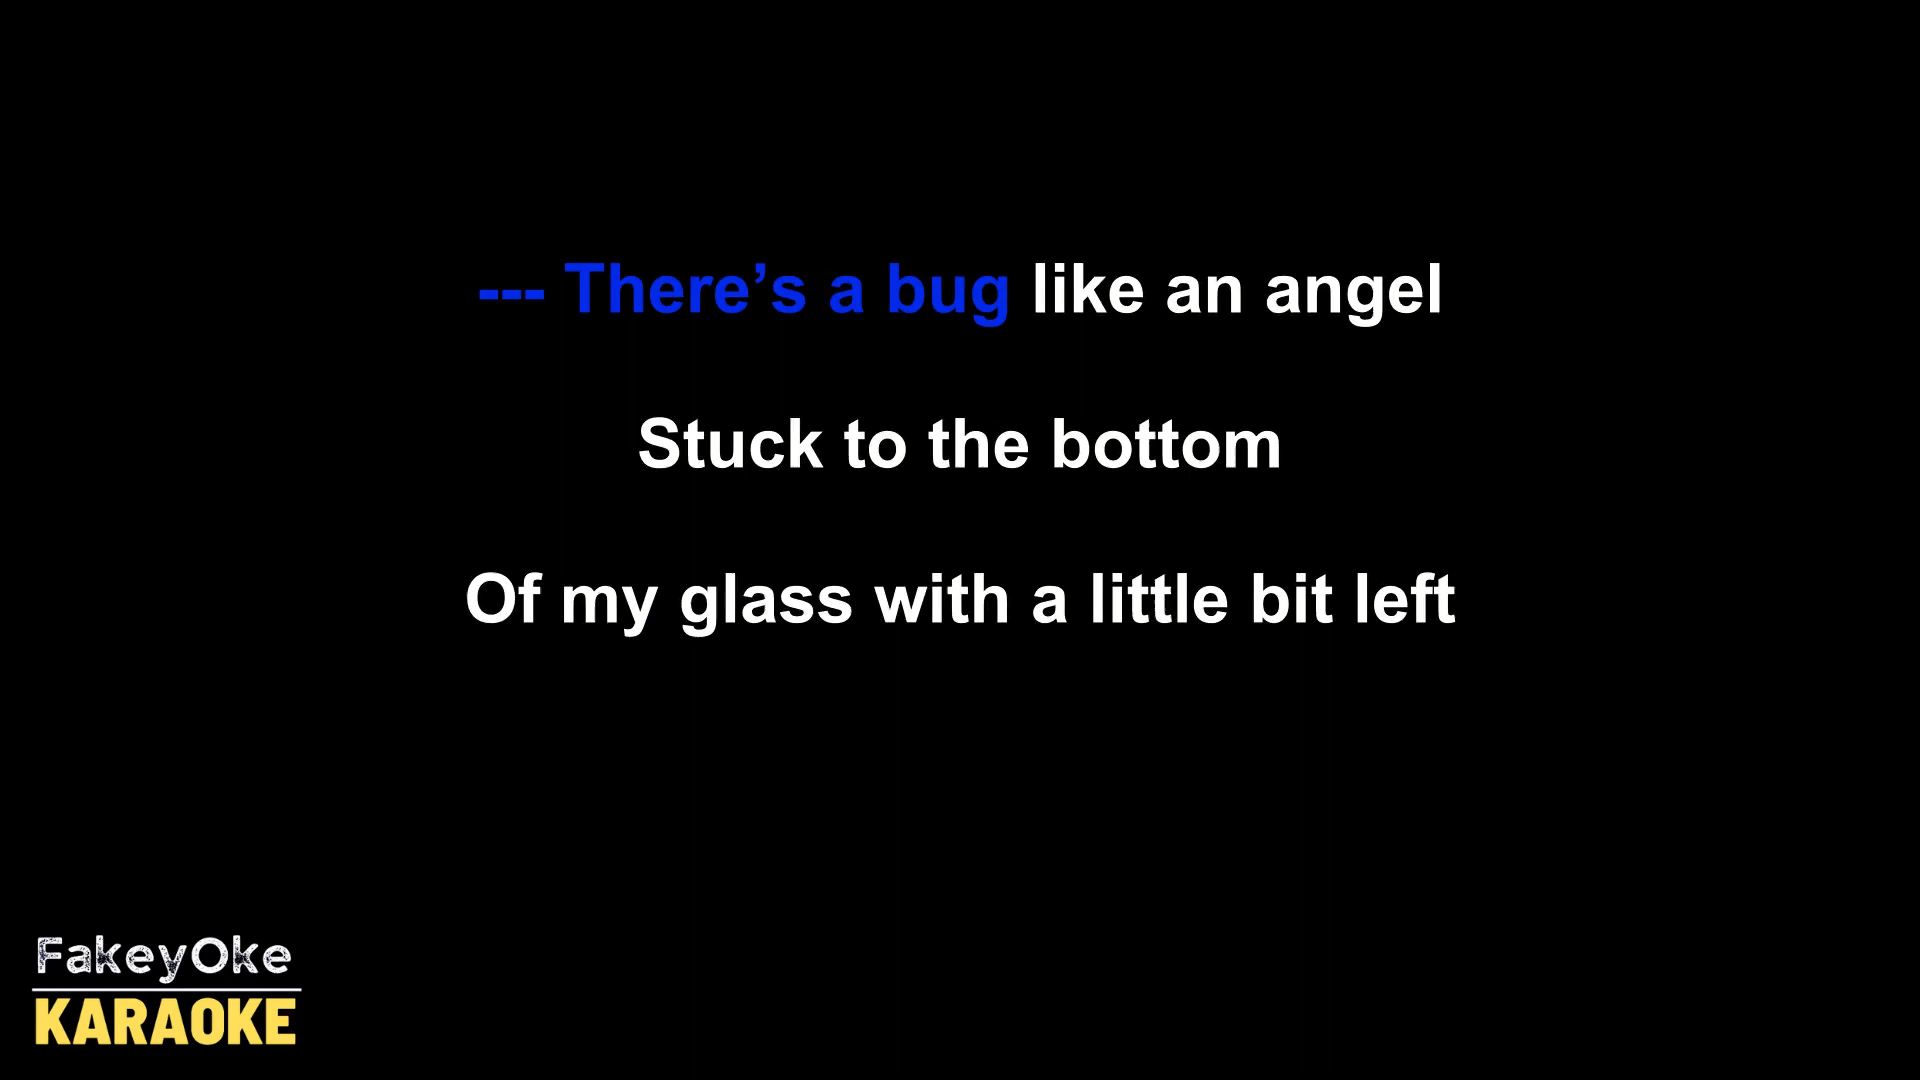 --- There’s a bug like an angel
Stuck to the bottom
Of my glass with a little bit left
FakeyOke
KARAOKE